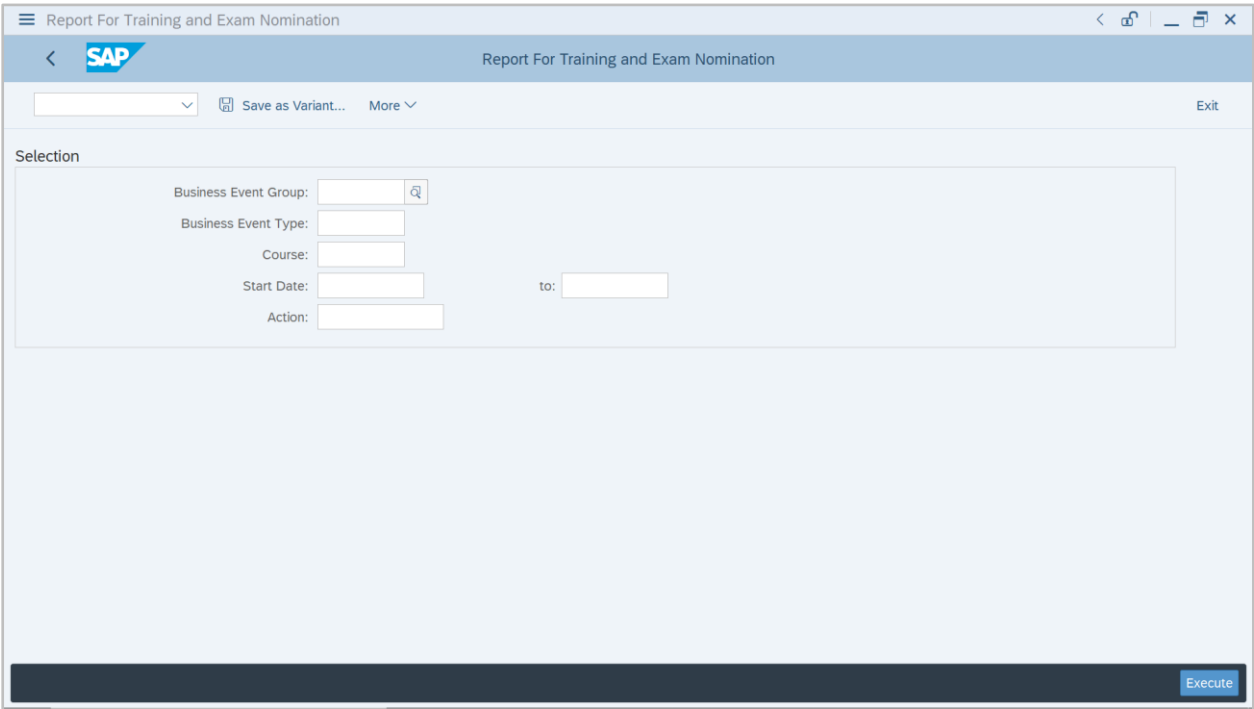 Report For Training and Exam Nomination
SAP Report For Training and Exam Nomination
Save as Variant... More Exit
Selection
Business Event Group:
Business Event Type:
Course:
Start Date: to:
Action:
Execute